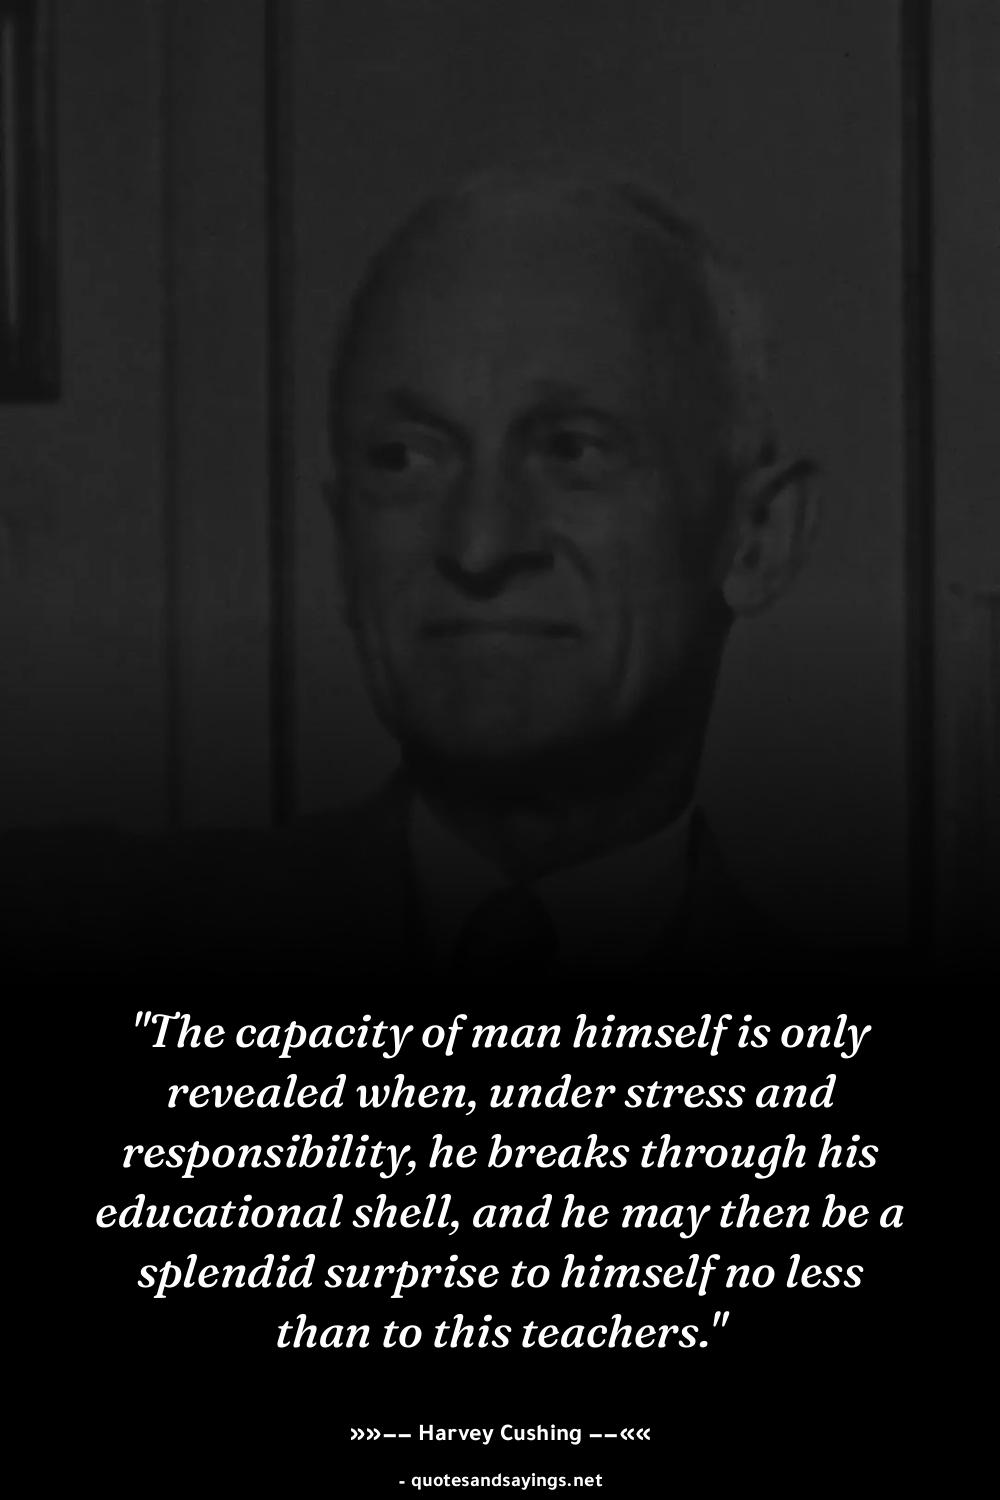 "The capacity of man himself is only
revealed when, under stress and
responsibility, he breaks through his
educational shell, and he may then be a
splendid surprise to himself no less
than to this teachers."
»»−− Harvey Cushing −−««
- quotesandsayings.net